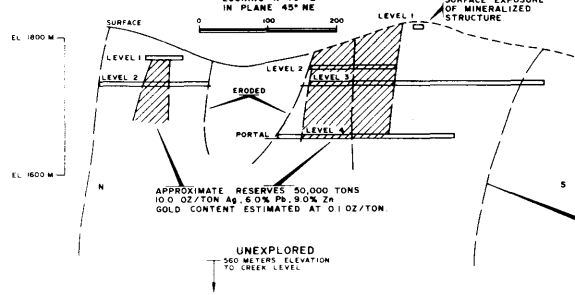 LOOKING N 45° W
IN PLANE 45° NE
0 100 200
SURFACE
LEVEL 1
SURFACE EXPOSURE
OF MINERALIZED
STRUCTURE
EL 1800 M
LEVEL 1
LEVEL 2
LEVEL 2
LEVEL 3
ERODED
PORTAL
LEVEL 4
EL 1600 M
N
S
APPROXIMATE RESERVES 50,000 TONS
10.0 OZ/TON Ag, 6.0% Pb, 9.0% Zn
GOLD CONTENT ESTIMATED AT 0.1 OZ/TON.
UNEXPLORED
560 METERS ELEVATION
TO CREEK LEVEL